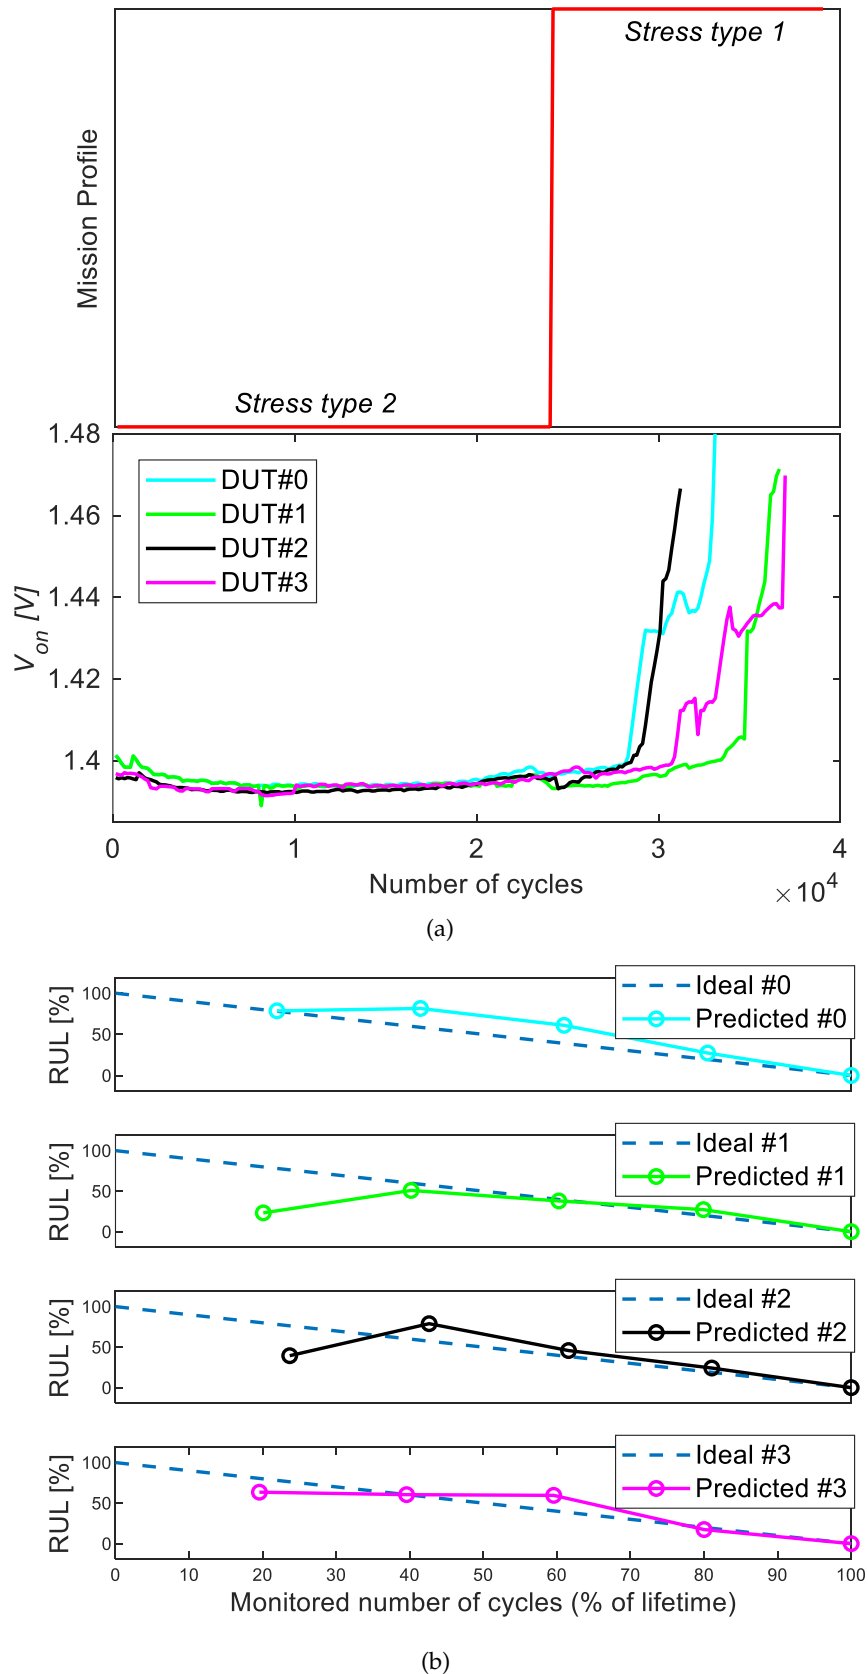 Stress type 1
Mission Profile
Stress type 2
1.48
1.46
1.44
1.42
1.4
V_on [V]
DUT#0
DUT#1
DUT#2
DUT#3
0 1 2 3 4
Number of cycles
×10^4
(a)
RUL [%]
100
50
0
Ideal #0
Predicted #0
RUL [%]
100
50
0
Ideal #1
Predicted #1
RUL [%]
100
50
0
Ideal #2
Predicted #2
RUL [%]
100
50
0
Ideal #3
Predicted #3
0 10 20 30 40 50 60 70 80 90 100
Monitored number of cycles (% of lifetime)
(b)